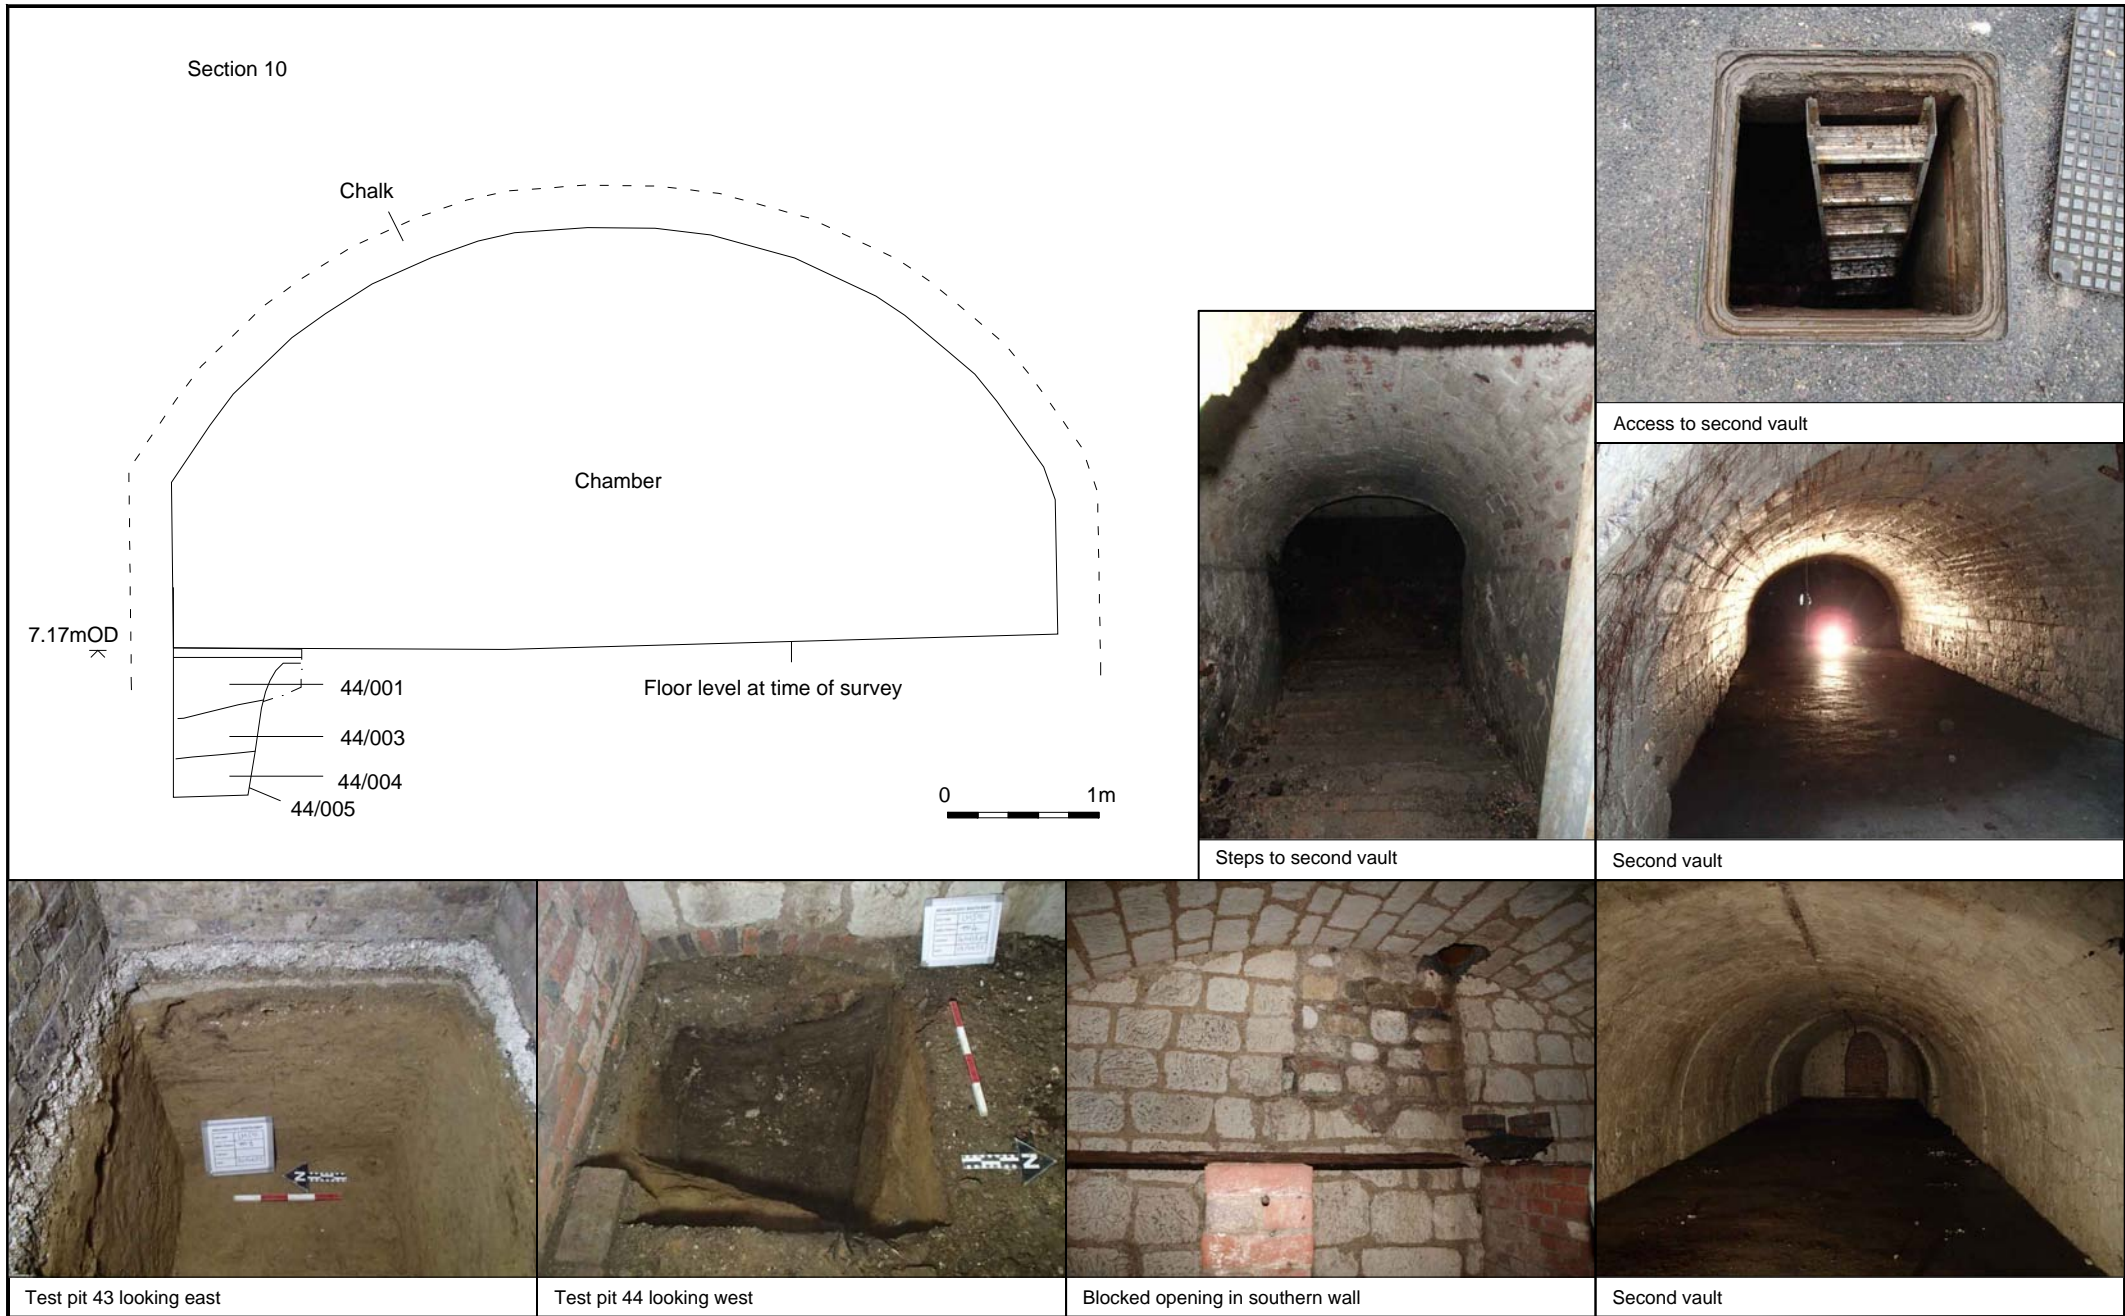 Section 10
Chalk
Chamber
7.17mOD
44/001
Floor level at time of survey
44/003
44/004
44/005
0 1m
Access to second vault
Steps to second vault
Second vault
N
N
Test pit 43 looking east
Test pit 44 looking west
Blocked opening in southern wall
Second vault